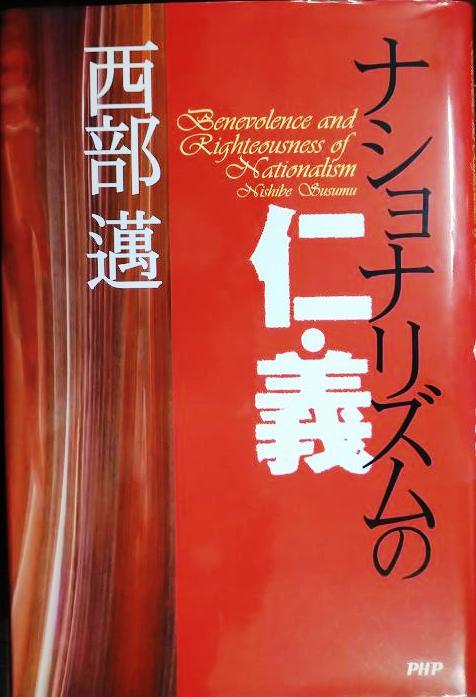 ナショナリズムの
仁・義
Benevolence and
Righteousness of
Nationalism
Nishibe Susumu
西部 邁
PHP